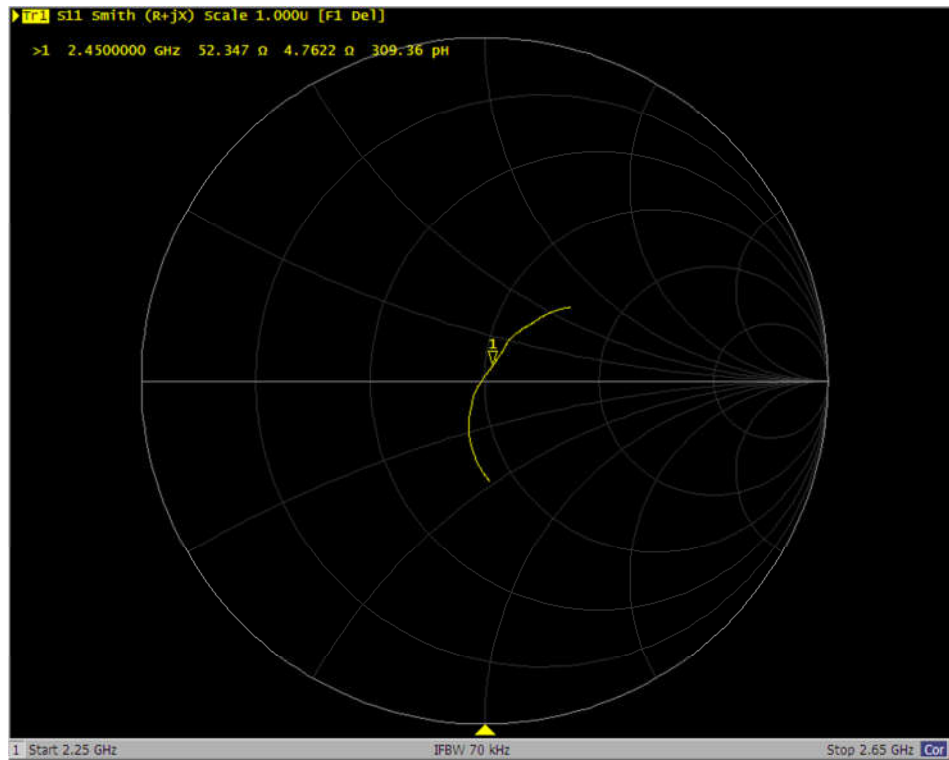 Tr1 S11 Smith (R+jX) Scale 1.000U [F1 Del]
>1 2.4500000 GHz 52.347 Ω 4.7622 Ω 309.36 pH
1
1 Start 2.25 GHz IFBW 70 kHz Stop 2.65 GHz Cor